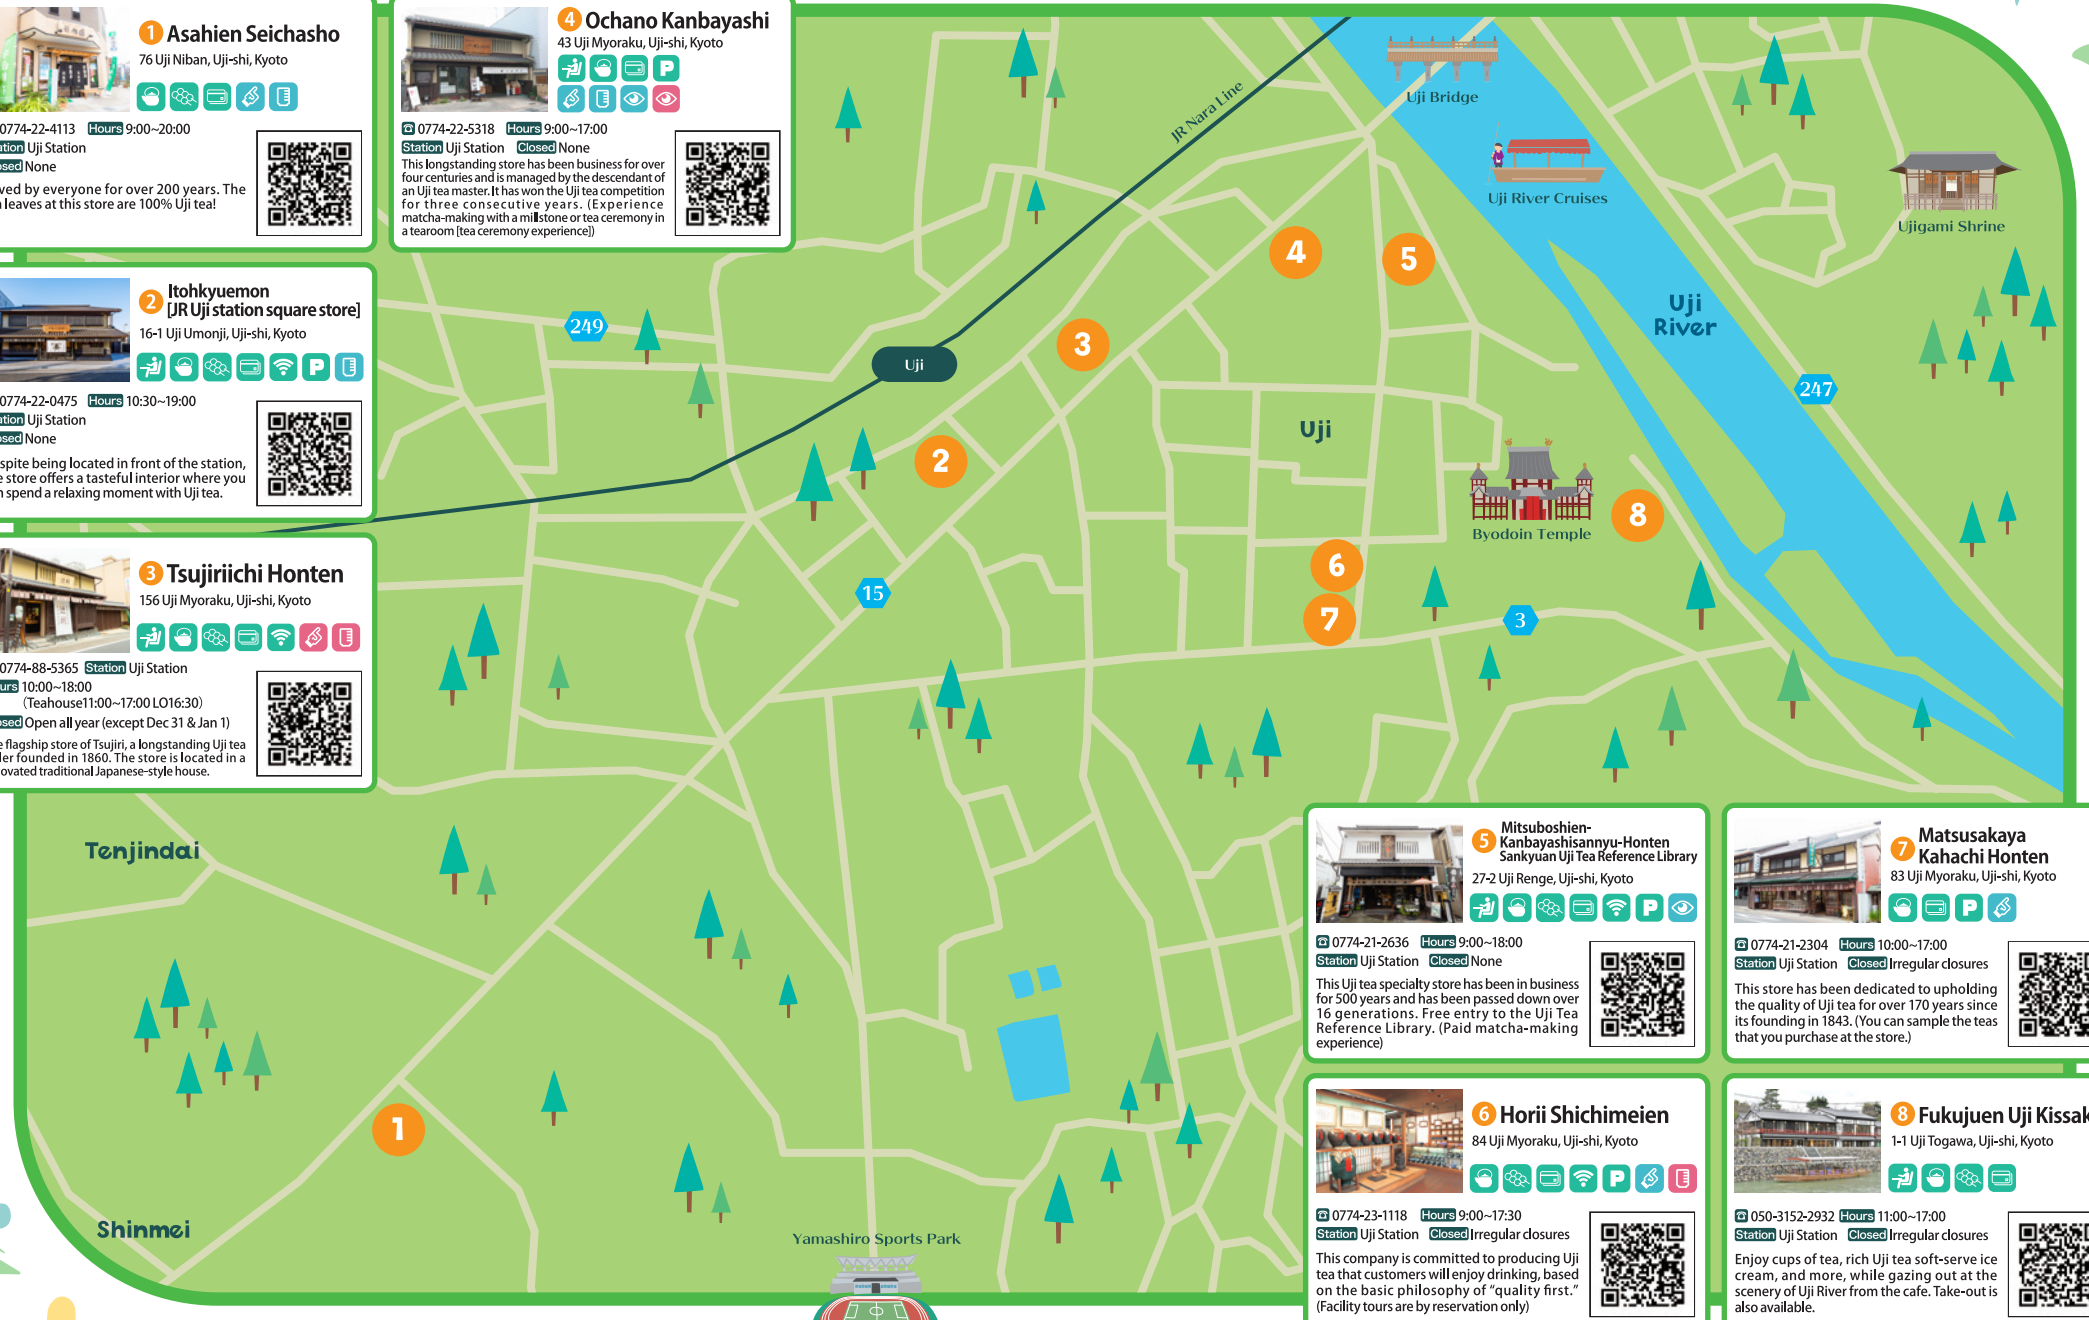 1 Asahien Seichasho
76 Uji Niban, Uji-shi, Kyoto
0774-22-4113 Hours 9:00~20:00
Uji Station
None
by everyone for over 200 years. The
leaves at this store are 100% Uji tea!
4 Ochano Kanbayashi
43 Uji Myoraku, Uji-shi, Kyoto
P
0774-22-5318 Hours 9:00~17:00
Station Uji Station Closed None
This longstanding store has been business for over
four centuries and is managed by the descendant of
an Uji tea master. It has won the Uji tea competition
for three consecutive years. (Experience
matcha-making with a millstone or tea ceremony in
a tearoom [tea ceremony experience])
2 Itohkyuemon
[JR Uji station square store]
16-1 Uji Umonji, Uji-shi, Kyoto
P
0774-22-0475 Hours 10:30~19:00
Uji Station
None
spite being located in front of the station,
store offers a tasteful interior where you
spend a relaxing moment with Uji tea.
3 Tsujiriichi Honten
156 Uji Myoraku, Uji-shi, Kyoto
0774-88-5365 Station Uji Station
10:00~18:00
(Teahouse11:00~17:00 LO16:30)
Open all year (except Dec 31 & Jan 1)
flagship store of Tsujiri, a longstanding Uji tea
founded in 1860. The store is located in a
ovated traditional Japanese-style house.
JR Nara Line
Uji Bridge
Uji River Cruises
Ujigami Shrine
4
5
Uji
River
249
3
Uji
247
Uji
2
8
Byodoin Temple
6
15
7
3
Tenjindai
1
Shinmei
Yamashiro Sports Park
5 Mitsuboshien-
Kanbayashisannyu-Honten
Sankyuan Uji Tea Reference Library
27-2 Uji Renge, Uji-shi, Kyoto
P
0774-21-2636 Hours 9:00~18:00
Station Uji Station Closed None
This Uji tea specialty store has been in business
for 500 years and has been passed down over
16 generations. Free entry to the Uji Tea
Reference Library. (Paid matcha-making
experience)
7 Matsusakaya
Kahachi Honten
83 Uji Myoraku, Uji-shi, Kyoto
P
0774-21-2304 Hours 10:00~17:00
Station Uji Station Closed Irregular closures
This store has been dedicated to upholding
the quality of Uji tea for over 170 years since
its founding in 1843. (You can sample the teas
that you purchase at the store.)
6 Horii Shichimeien
84 Uji Myoraku, Uji-shi, Kyoto
P
0774-23-1118 Hours 9:00~17:30
Station Uji Station Closed Irregular closures
This company is committed to producing Uji
tea that customers will enjoy drinking, based
on the basic philosophy of “quality first.”
(Facility tours are by reservation only)
8 Fukujuen Uji Kissak
1-1 Uji Togawa, Uji-shi, Kyoto
050-3152-2932 Hours 11:00~17:00
Station Uji Station Closed Irregular closures
Enjoy cups of tea, rich Uji tea soft-serve ice
cream, and more, while gazing out at the
scenery of Uji River from the cafe. Take-out is
also available.